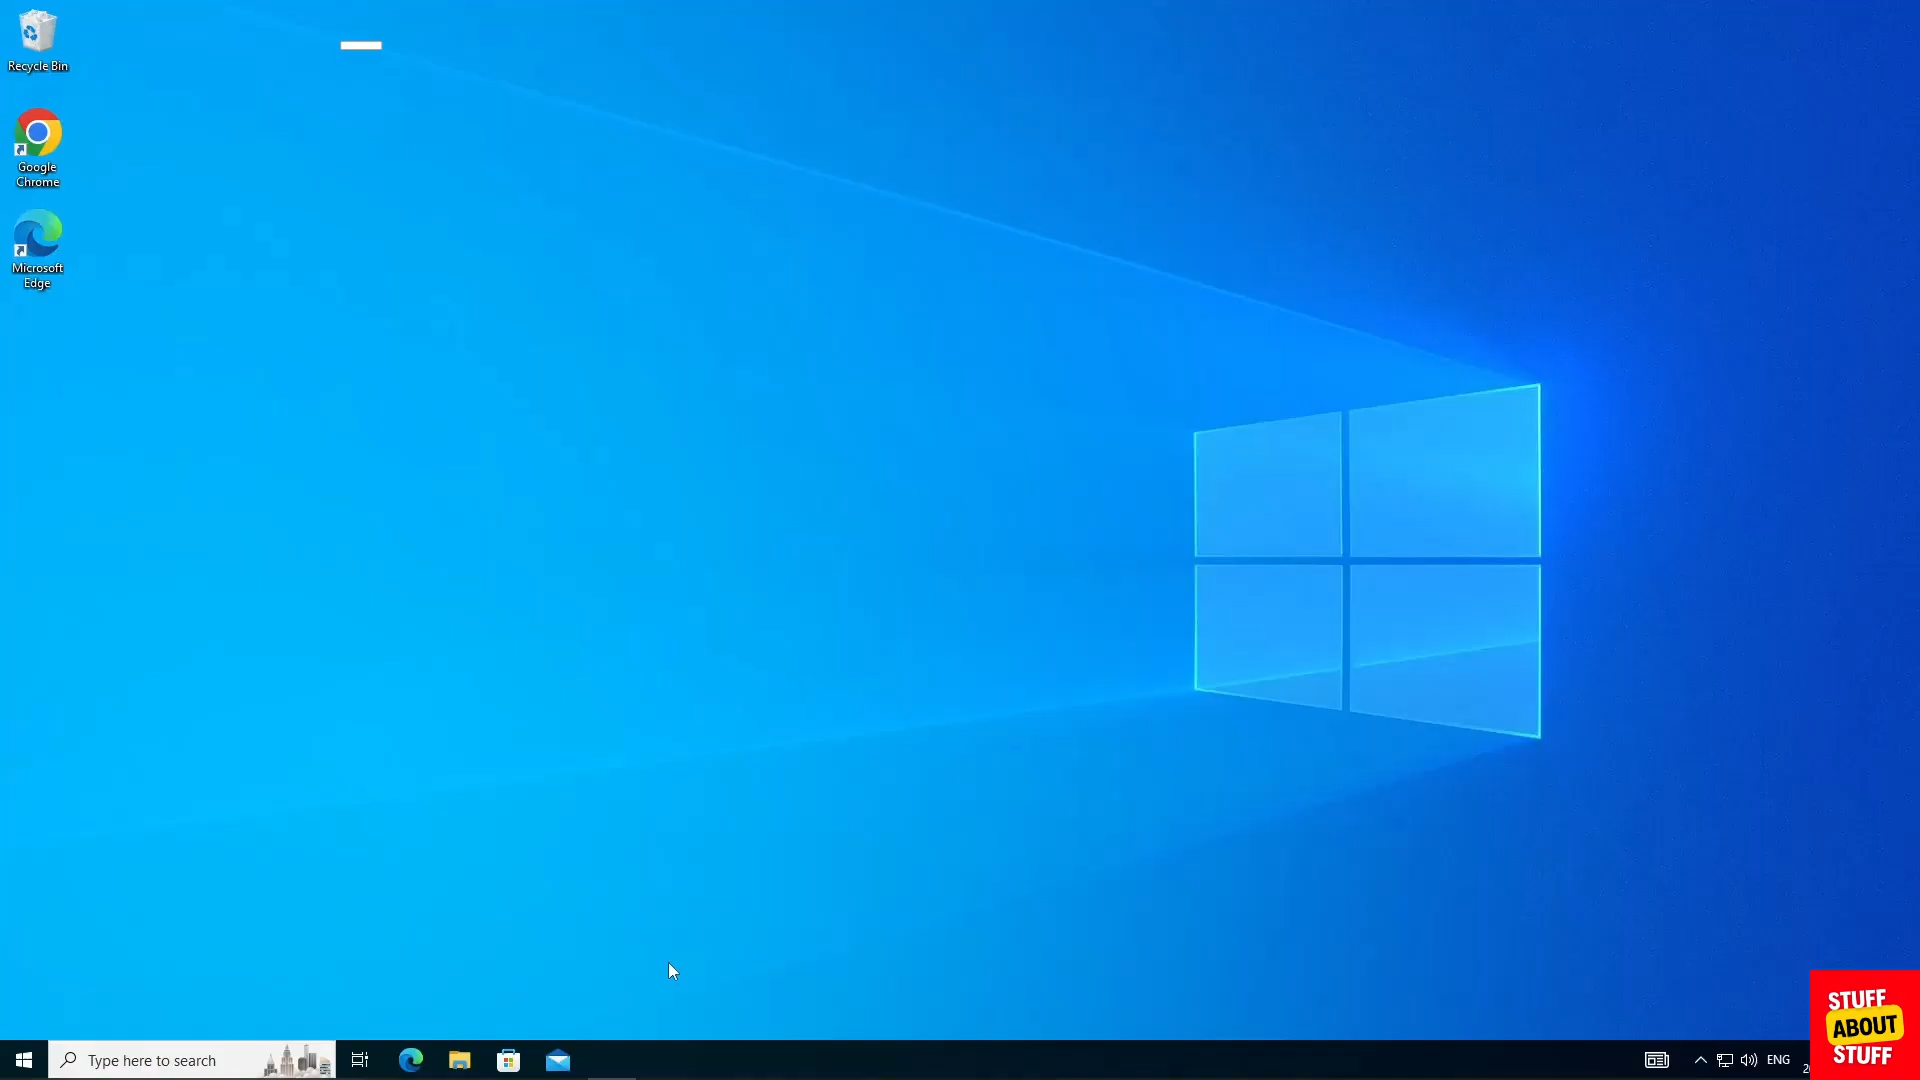 Recycle Bin
Google
Chrome
Microsoft
Edge
Type here to search
ENG
STUFF
ABOUT
STUFF